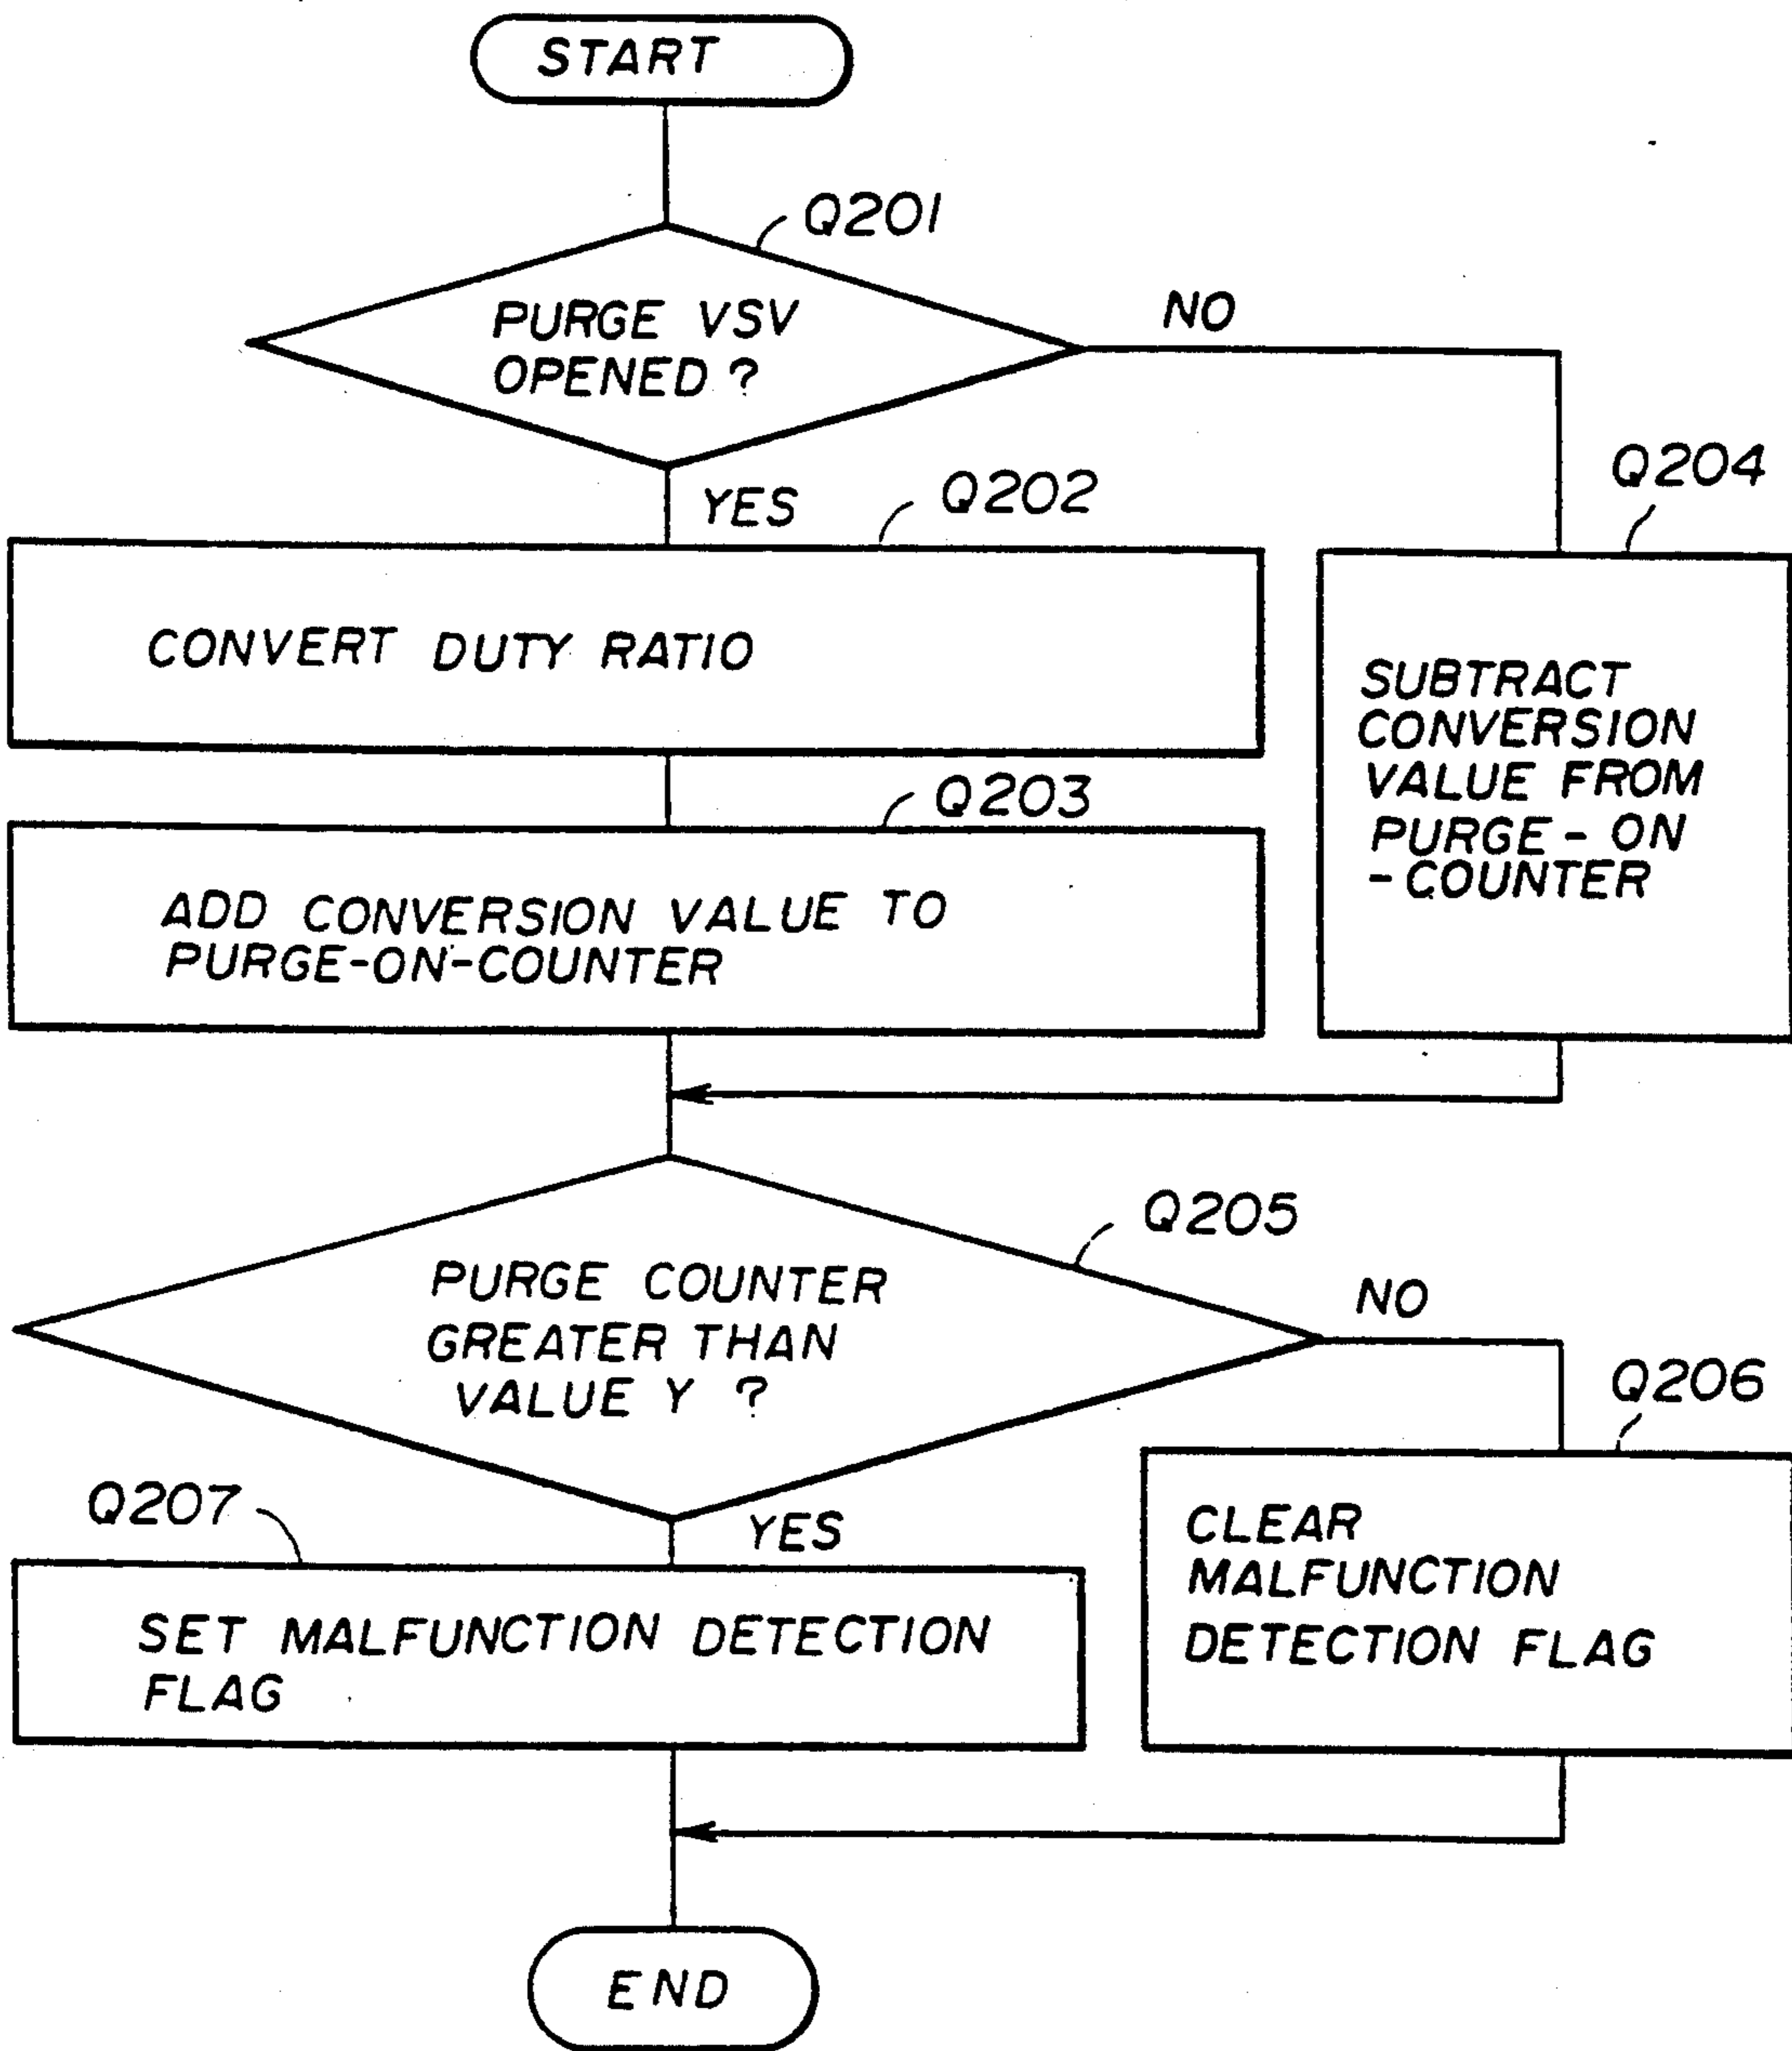 START
Q201
PURGE VSV
OPENED ?
NO
YES
Q202
Q204
CONVERT DUTY RATIO
SUBTRACT
CONVERSION
VALUE FROM
PURGE - ON
- COUNTER
Q203
ADD CONVERSION VALUE TO
PURGE-ON-COUNTER
Q205
PURGE COUNTER
GREATER THAN
VALUE Y ?
NO
Q206
Q207
YES
SET MALFUNCTION DETECTION
FLAG
CLEAR
MALFUNCTION
DETECTION FLAG
END